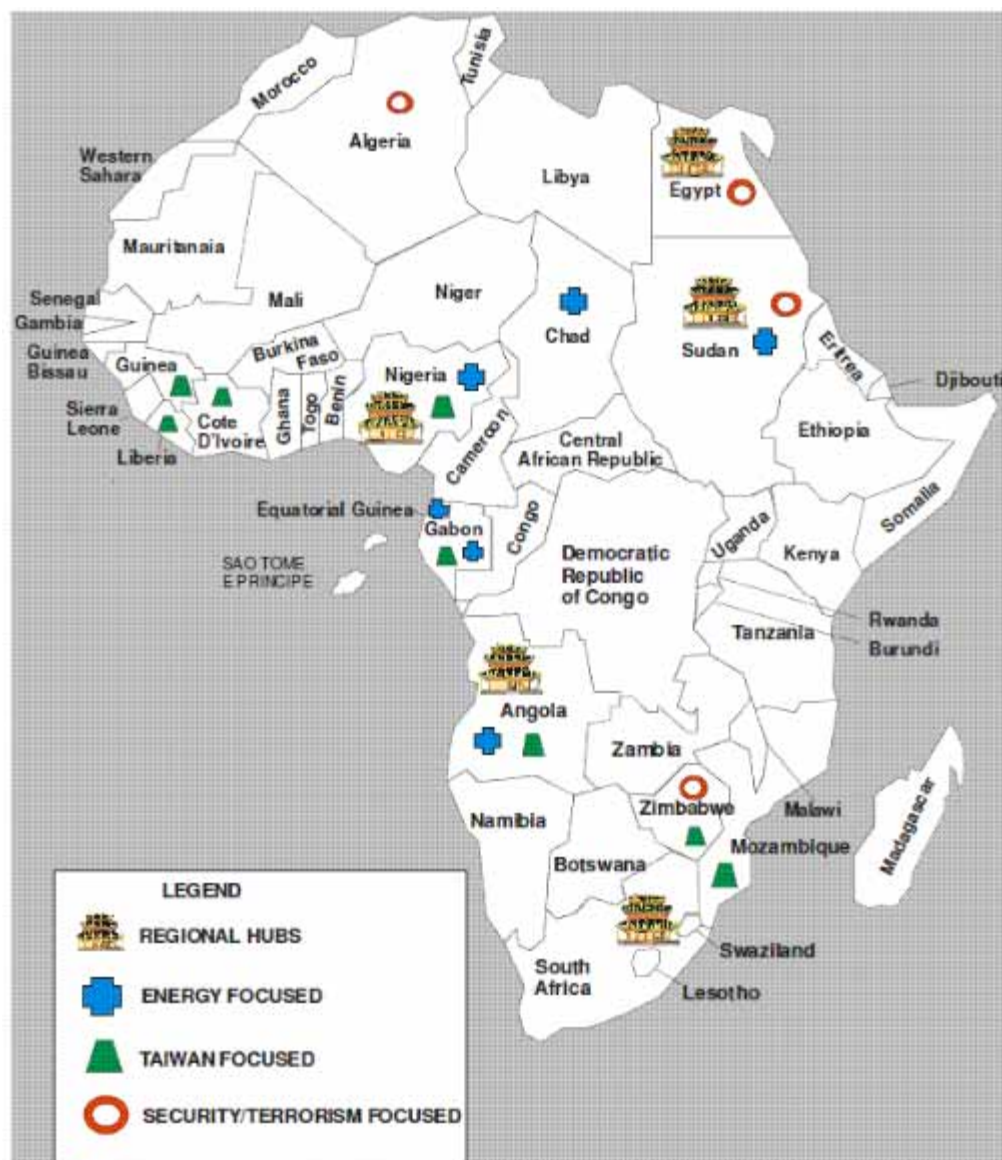 Morocco
Tunisia
Algeria
Western
Sahara
Libya
Egypt
Mauritanaia
Mali
Niger
Chad
Sudan
Eritrea
Djibouti
Senegal
Gambia
Guinea
Bissau
Guinea
Burkina
Faso
Sierra
Leone
Liberia
Cote
D'Ivoire
Ghana
Togo
Benin
Nigeria
Cameroon
Central
African Republic
Ethiopia
Somalia
Equatorial Guinea
Gabon
Congo
SAO TOME
E PRINCIPE
Democratic
Republic
of Congo
Uganda
Kenya
Rwanda
Burundi
Tanzania
Angola
Zambia
Malawi
Zimbabwe
Mozambique
Madagascar
Namibia
Botswana
Swaziland
South
Africa
Lesotho
LEGEND
REGIONAL HUBS
ENERGY FOCUSED
TAIWAN FOCUSED
SECURITY/TERRORISM FOCUSED